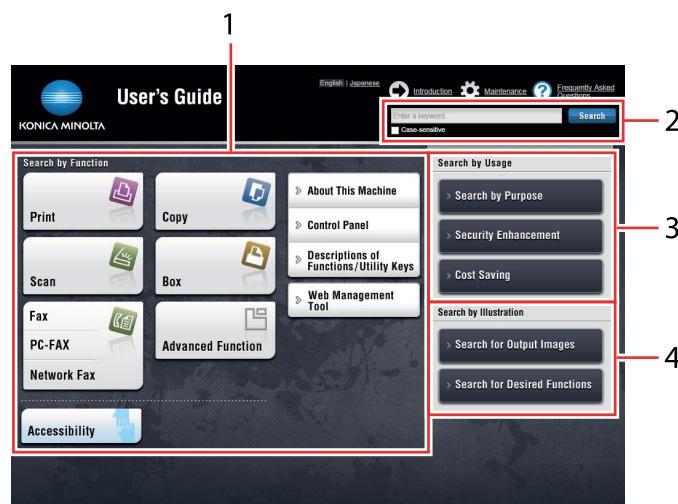 1
English | Japanese
Introduction
Maintenance
Frequently Asked
Questions
KONICA MINOLTA
User's Guide
Enter a keyword
Search
Case-sensitive
2
Search by Function
Print
Copy
Scan
Box
Fax
PC-FAX
Network Fax
Advanced Function
Accessibility
About This Machine
Control Panel
Descriptions of
Functions/Utility Keys
Web Management
Tool
Search by Usage
Search by Purpose
Security Enhancement
Cost Saving
3
Search by Illustration
Search for Output Images
Search for Desired Functions
4